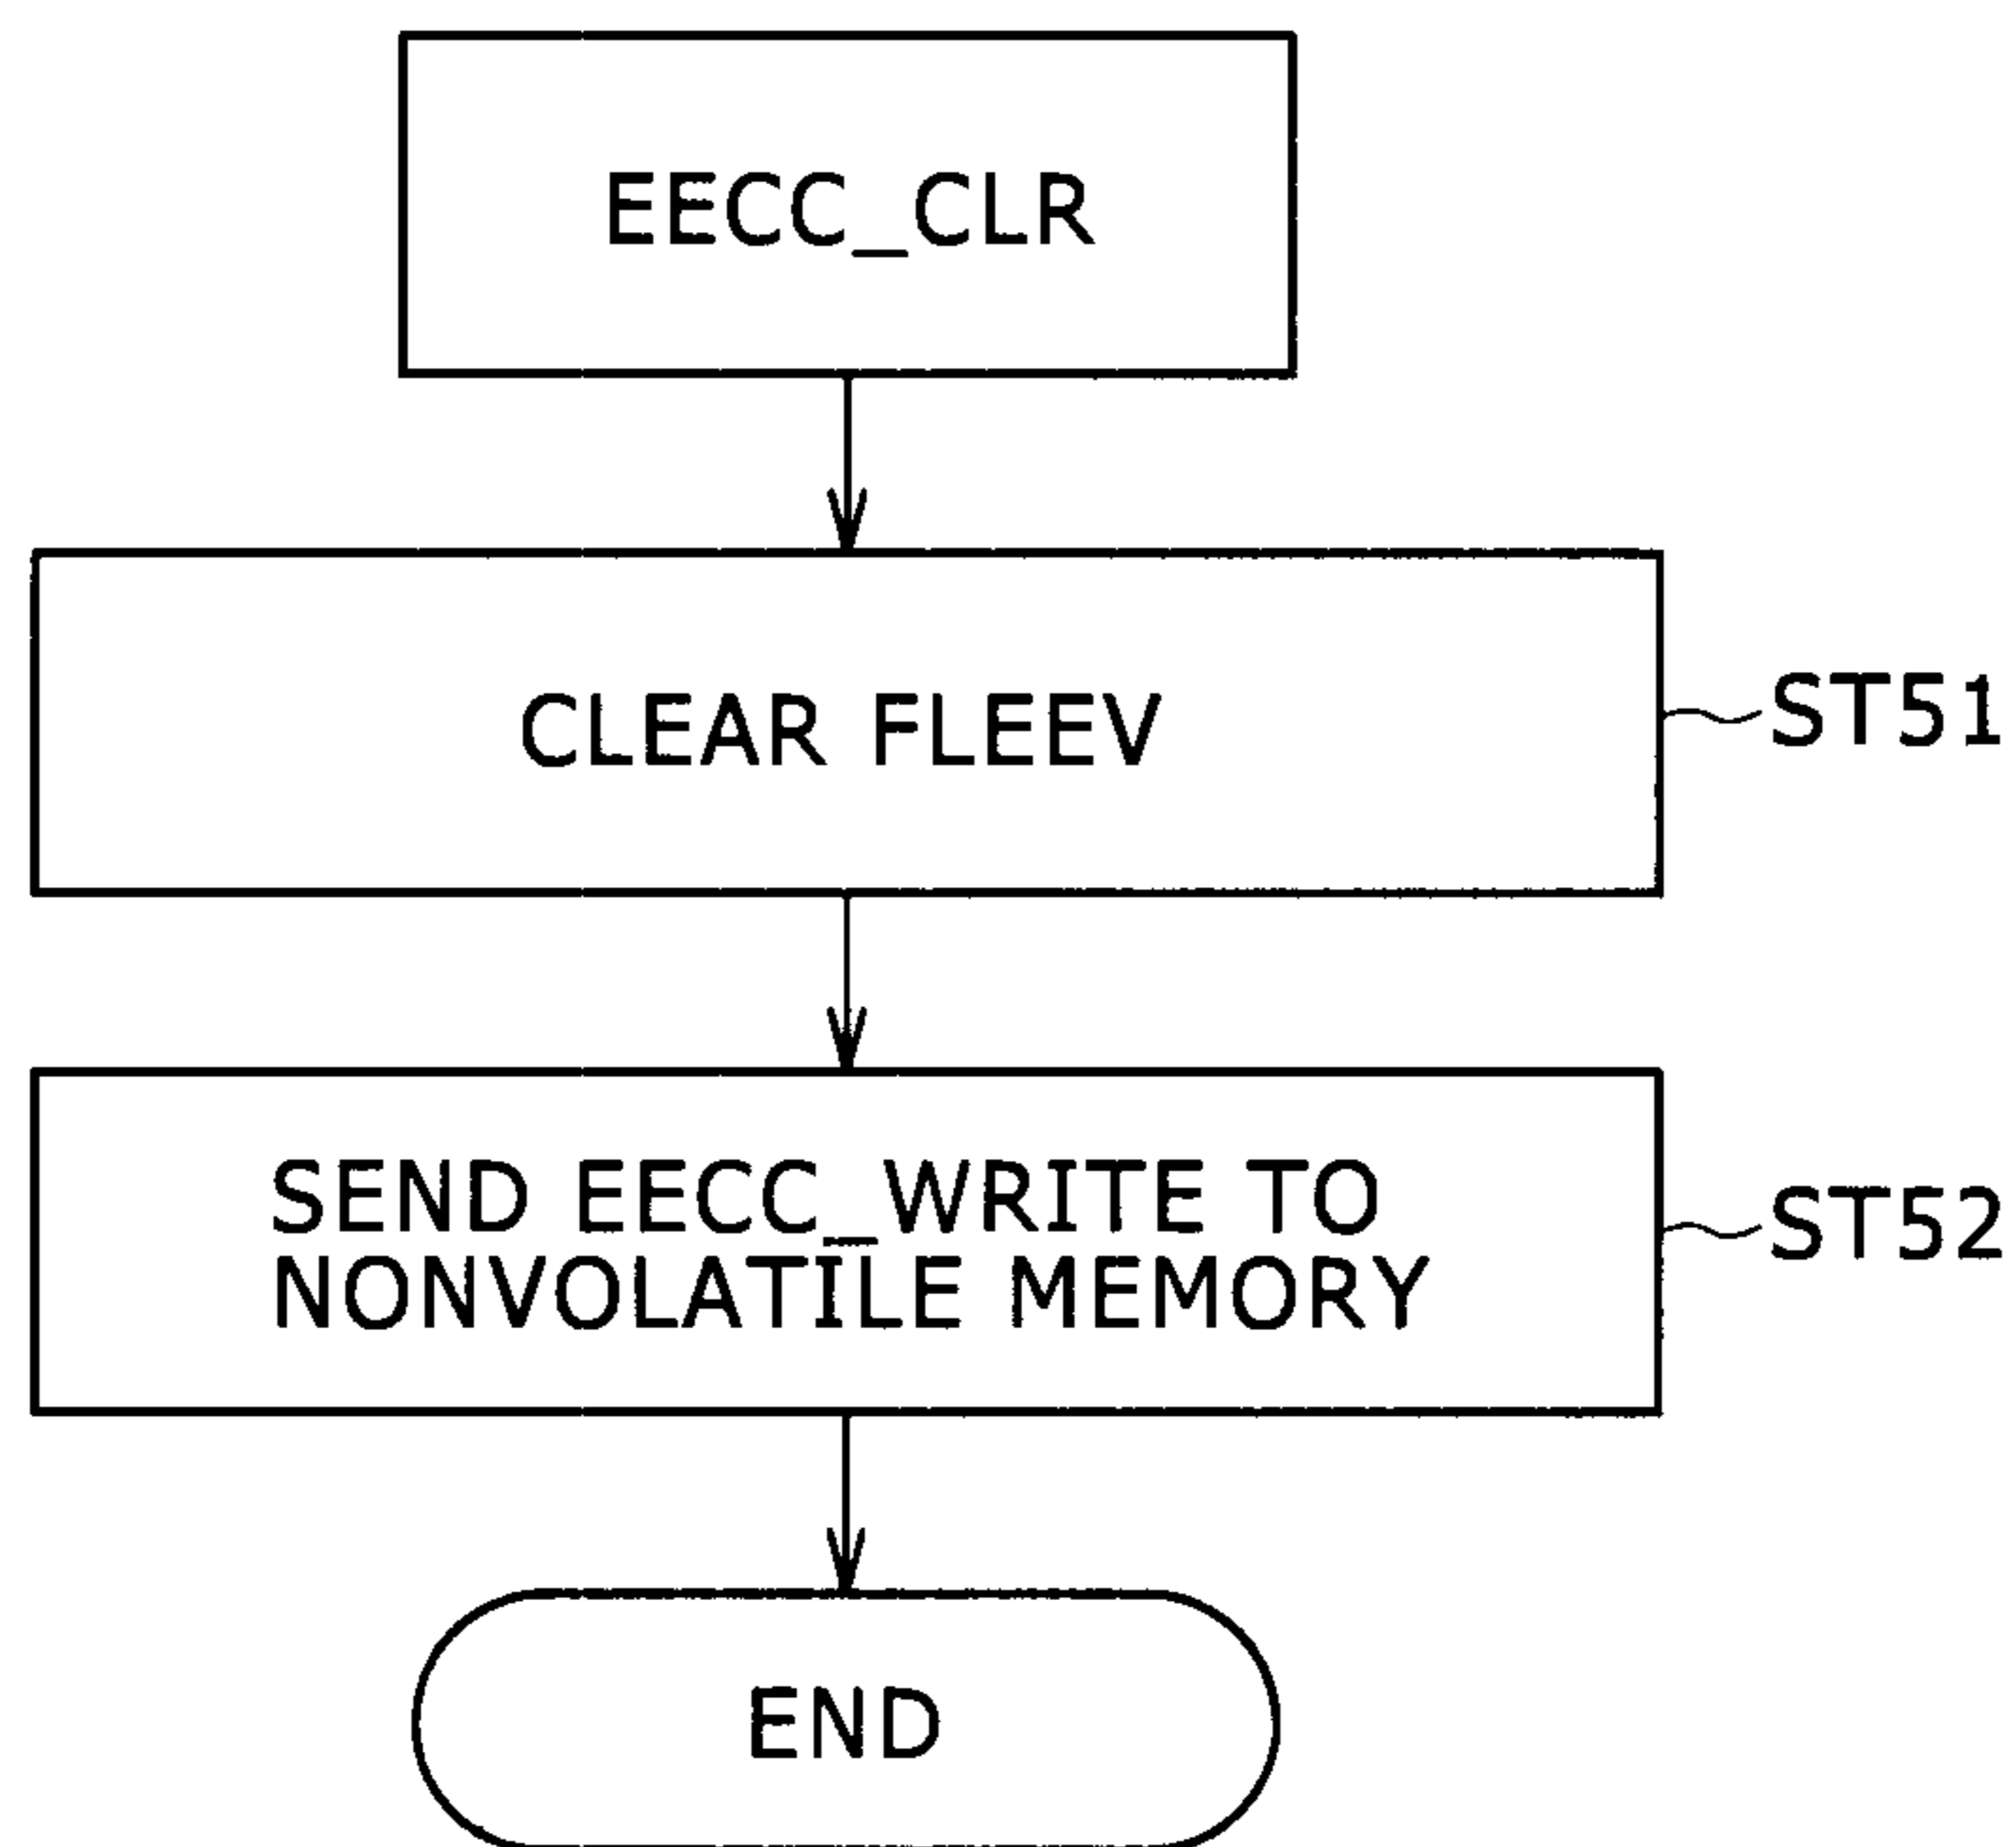 EECC_CLR
CLEAR FLEEV
ST51
SEND EECC_WRITE TO
NONVOLATILE MEMORY
ST52
END